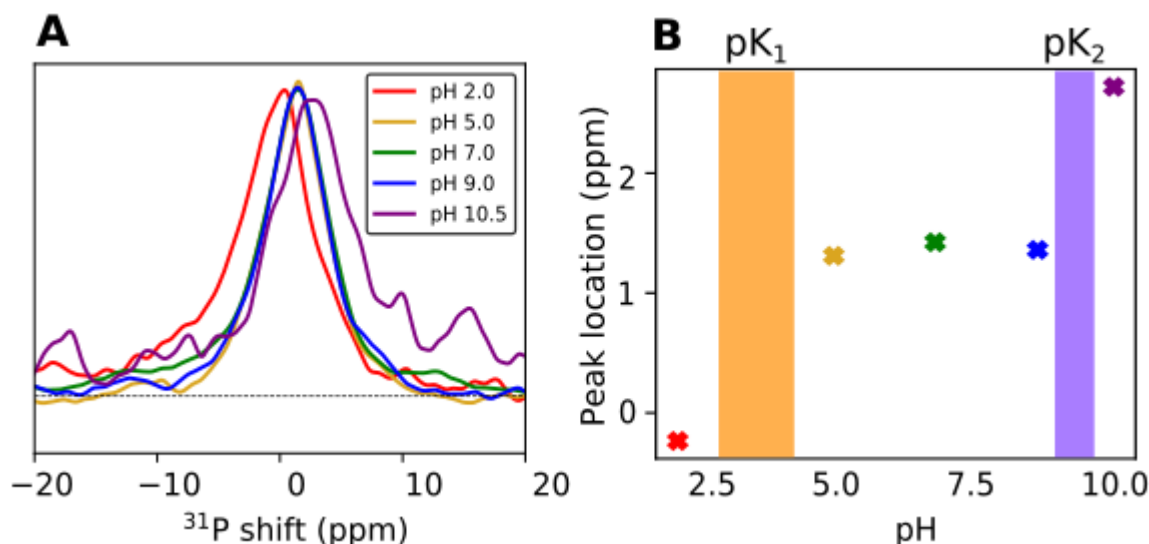 A
pH 2.0
pH 5.0
pH 7.0
pH 9.0
pH 10.5
−20
−10
0
10
20
³¹P shift (ppm)
B
pK₁
pK₂
Peak location (ppm)
2
1
0
2.5
5.0
7.5
10.0
pH